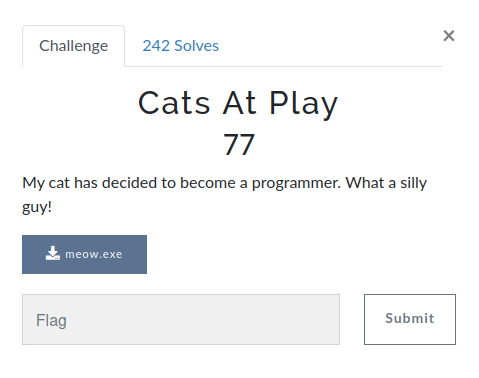 Challenge
242 Solves
×
Cats At Play
77
My cat has decided to become a programmer. What a silly
guy!
meow.exe
Flag
Submit